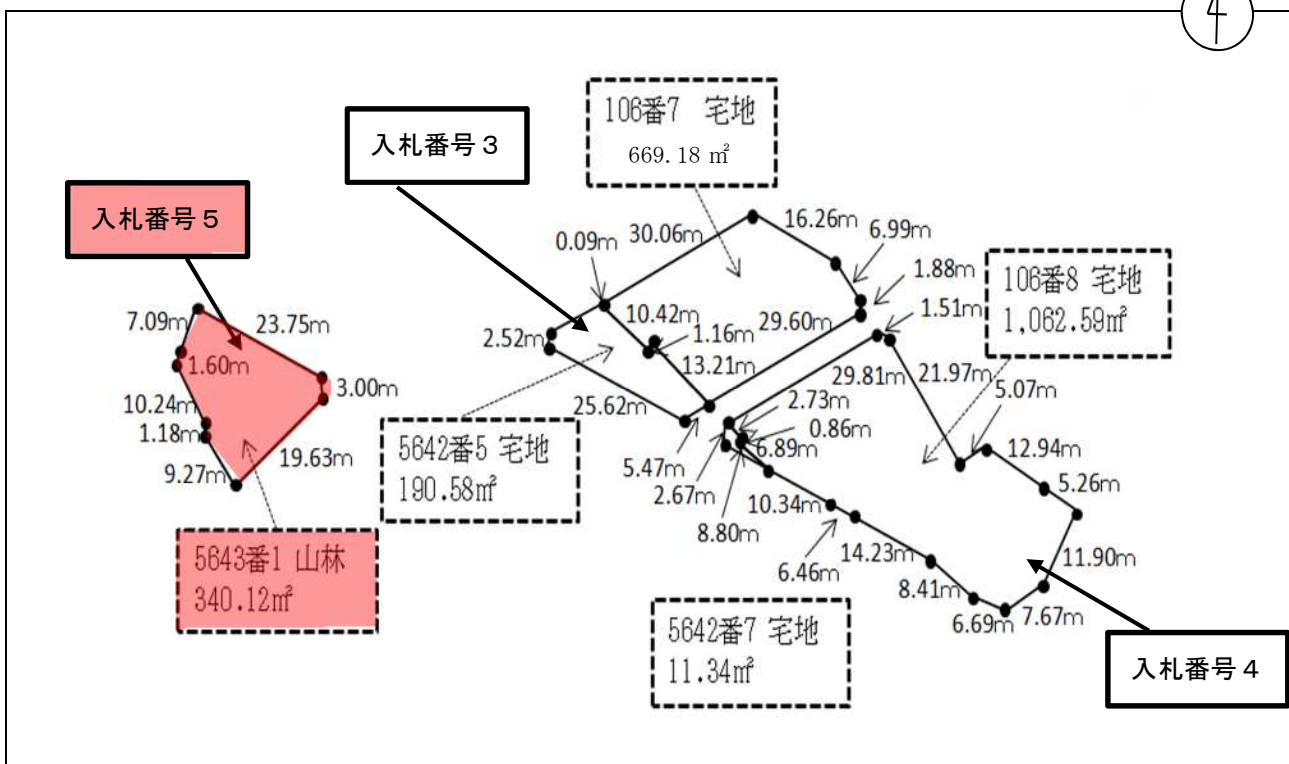 4
106番7 宅地
669.18 ㎡
入札番号３
入札番号５
30.06m
16.26m
6.99m
0.09m
1.88m
1.51m
106番8 宅地
1,062.59㎡
7.09m
23.75m
1.60m
3.00m
10.24m
1.18m
9.27m
19.63m
2.52m
10.42m
1.16m
13.21m
29.60m
25.62m
5.47m
5642番5 宅地
190.58㎡
29.81m
21.97m
5.07m
2.73m
0.86m
6.89m
2.67m
8.80m
10.34m
12.94m
5.26m
6.46m
14.23m
11.90m
8.41m
6.69m
7.67m
5643番1 山林
340.12㎡
5642番7 宅地
11.34㎡
入札番号４